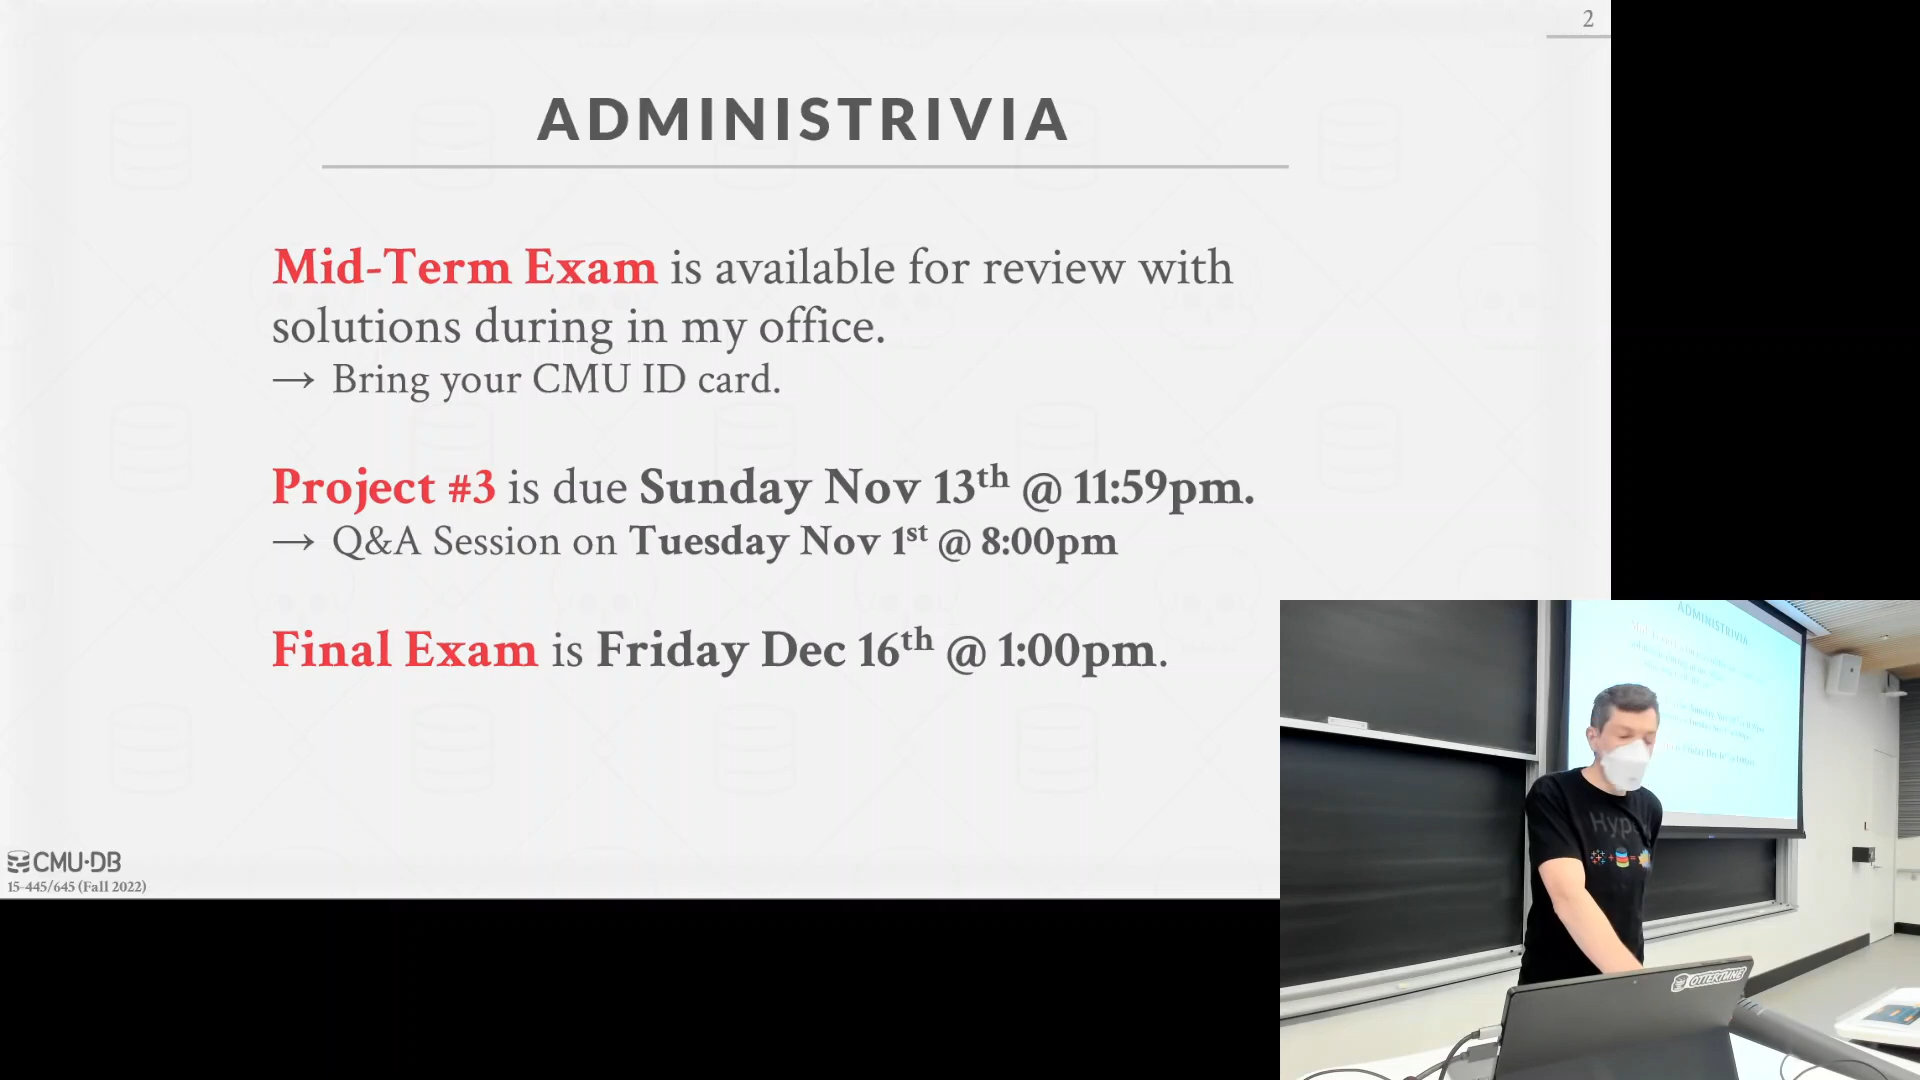 2
ADMINISTRIVIA
Mid-Term Exam is available for review with
solutions during in my office.
→ Bring your CMU ID card.
Project #3 is due Sunday Nov 13th @ 11:59pm.
→ Q&A Session on Tuesday Nov 1st @ 8:00pm
Final Exam is Friday Dec 16th @ 1:00pm.
CMU·DB
15-445/645 (Fall 2022)
ADMINISTRIVIA
OTTERTUNE